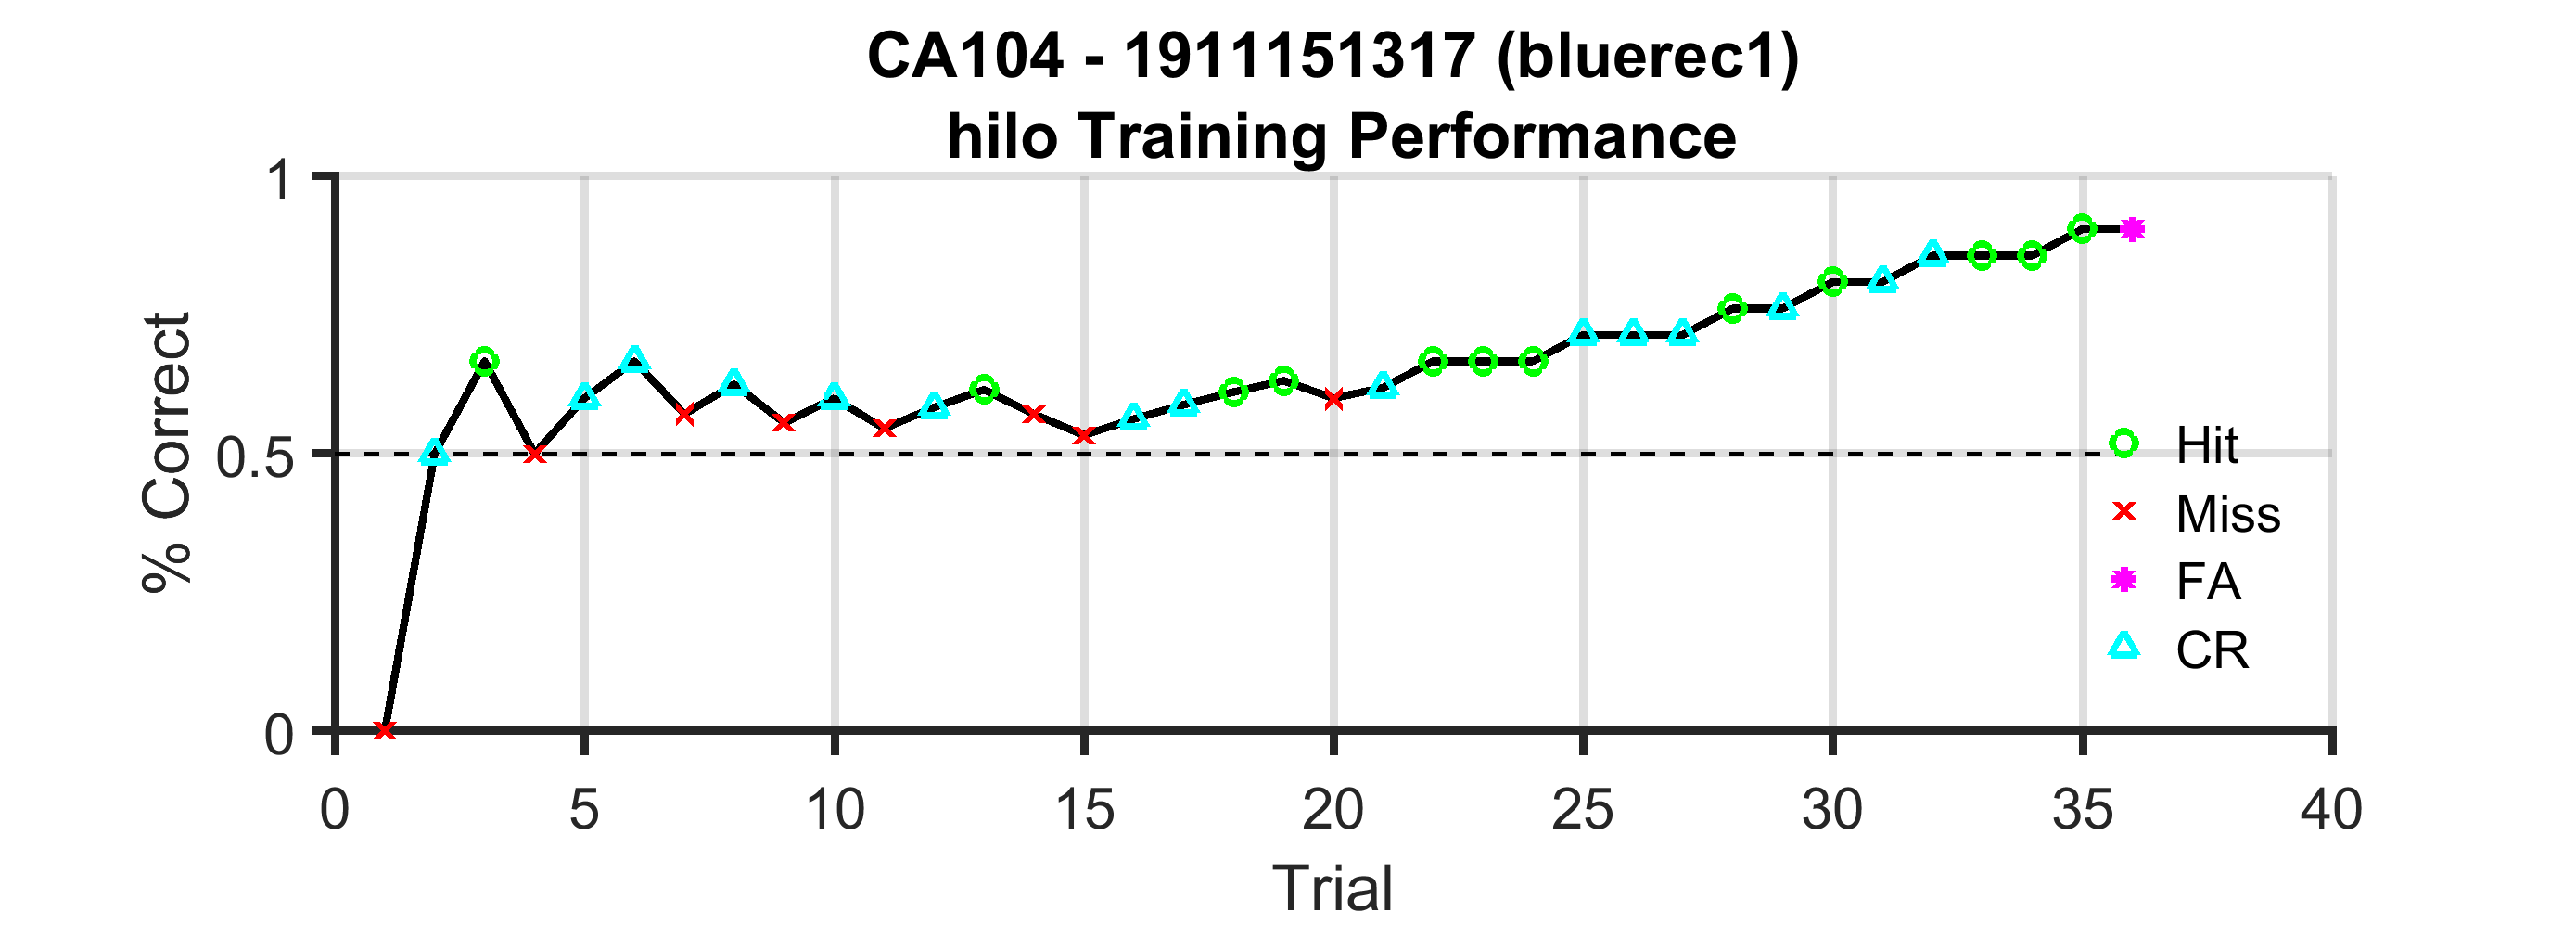 CA104 - 1911151317 (bluerec1)
hilo Training Performance
% Correct
1
0.5
0
0 5 10 15 20 25 30 35 40
Trial
Hit
Miss
FA
CR